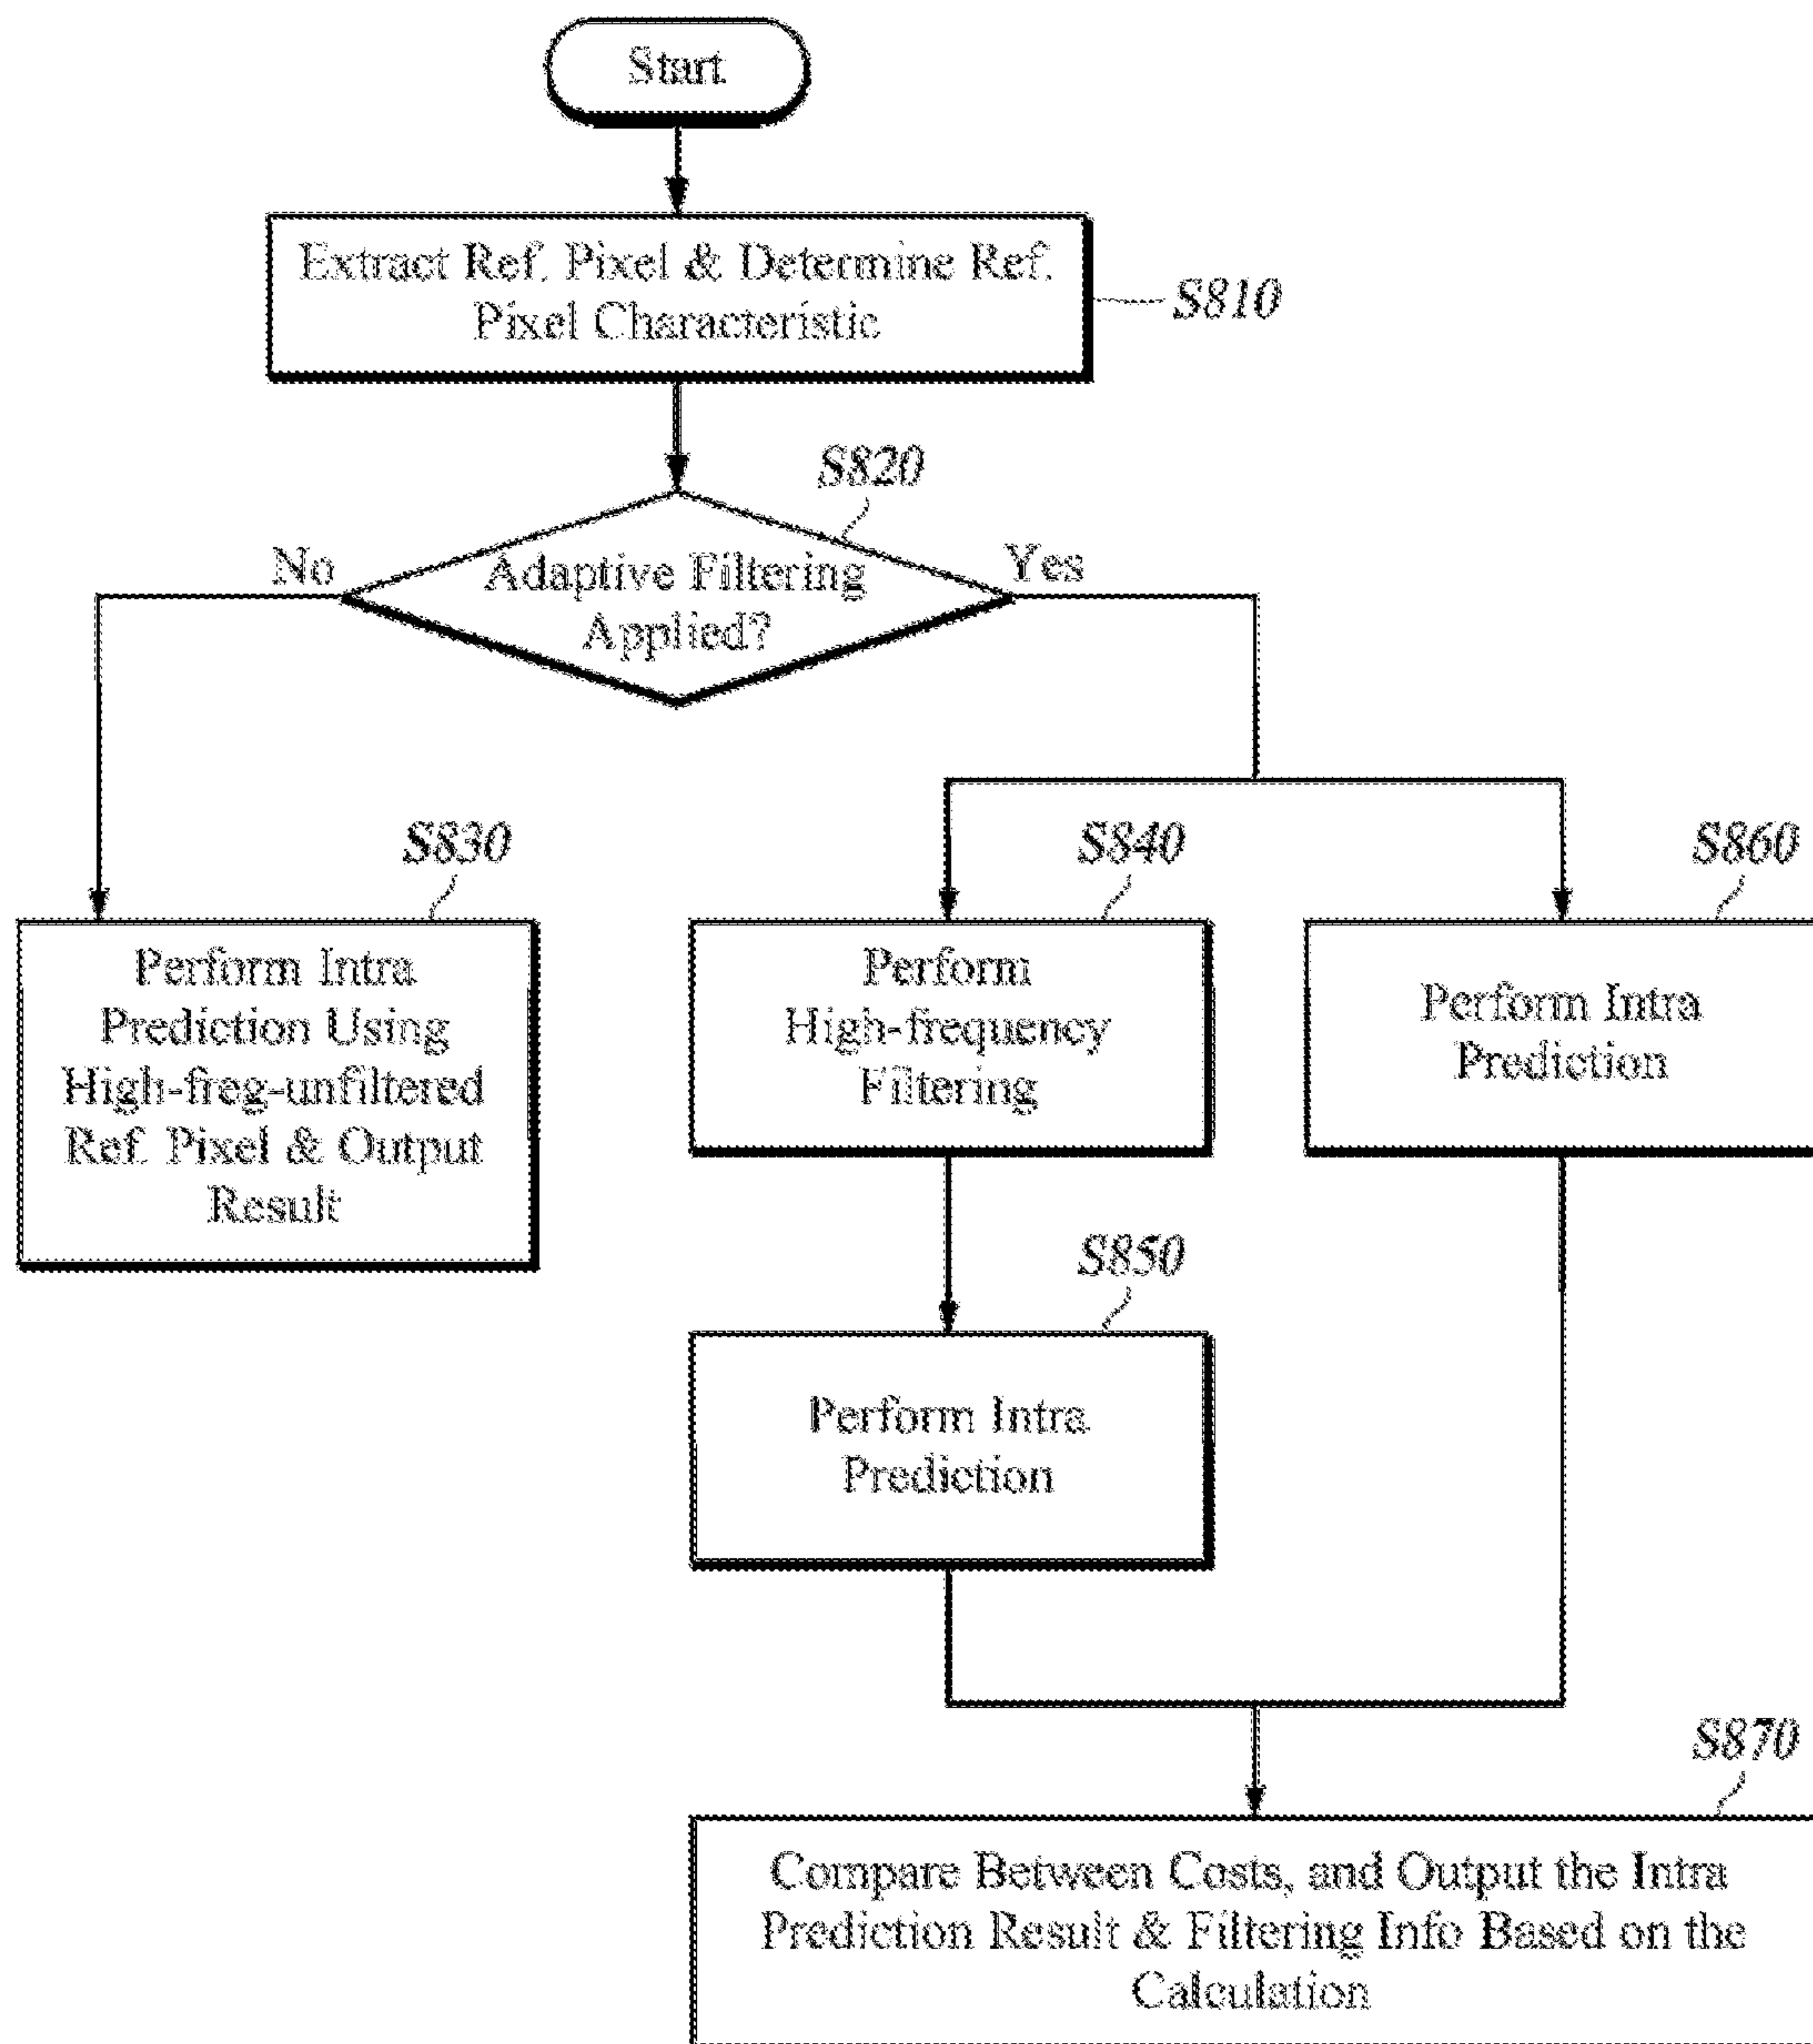 Start
Extract Ref. Pixel & Determine Ref.
Pixel Characteristic
S810
S820
No
Adaptive Filtering
Applied?
Yes
S830
Perform Intra
Prediction Using
High-freg-unfiltered
Ref. Pixel & Output
Result
S840
Perform
High-frequency
Filtering
S860
Perform Intra
Prediction
S850
Perform Intra
Prediction
S870
Compare Between Costs, and Output the Intra
Prediction Result & Filtering Info Based on the
Calculation